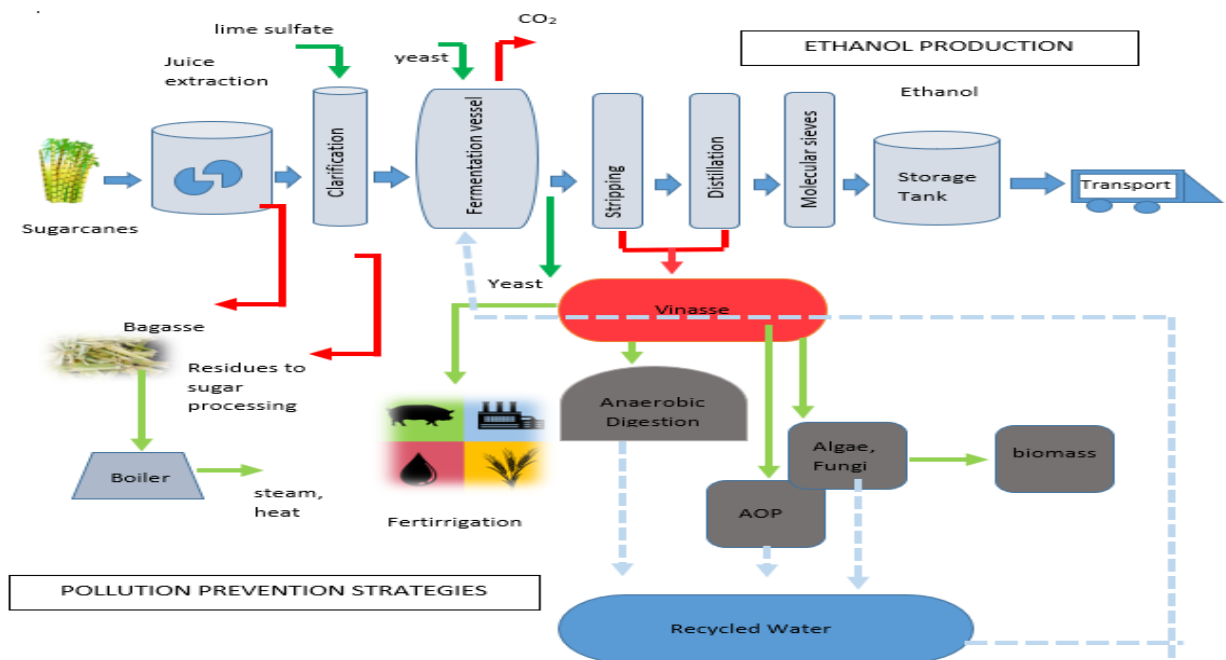 lime sulfate
CO₂
ETHANOL PRODUCTION
Juice
extraction
yeast
Ethanol
Clarification
Fermentation vessel
Stripping
Distillation
Molecular sieves
Storage
Tank
Transport
Sugarcanes
Yeast
Vinasse
Bagasse
Residues to
sugar
processing
Anaerobic
Digestion
Algae,
Fungi
biomass
Boiler
steam,
heat
Fertirrigation
AOP
POLLUTION PREVENTION STRATEGIES
Recycled Water